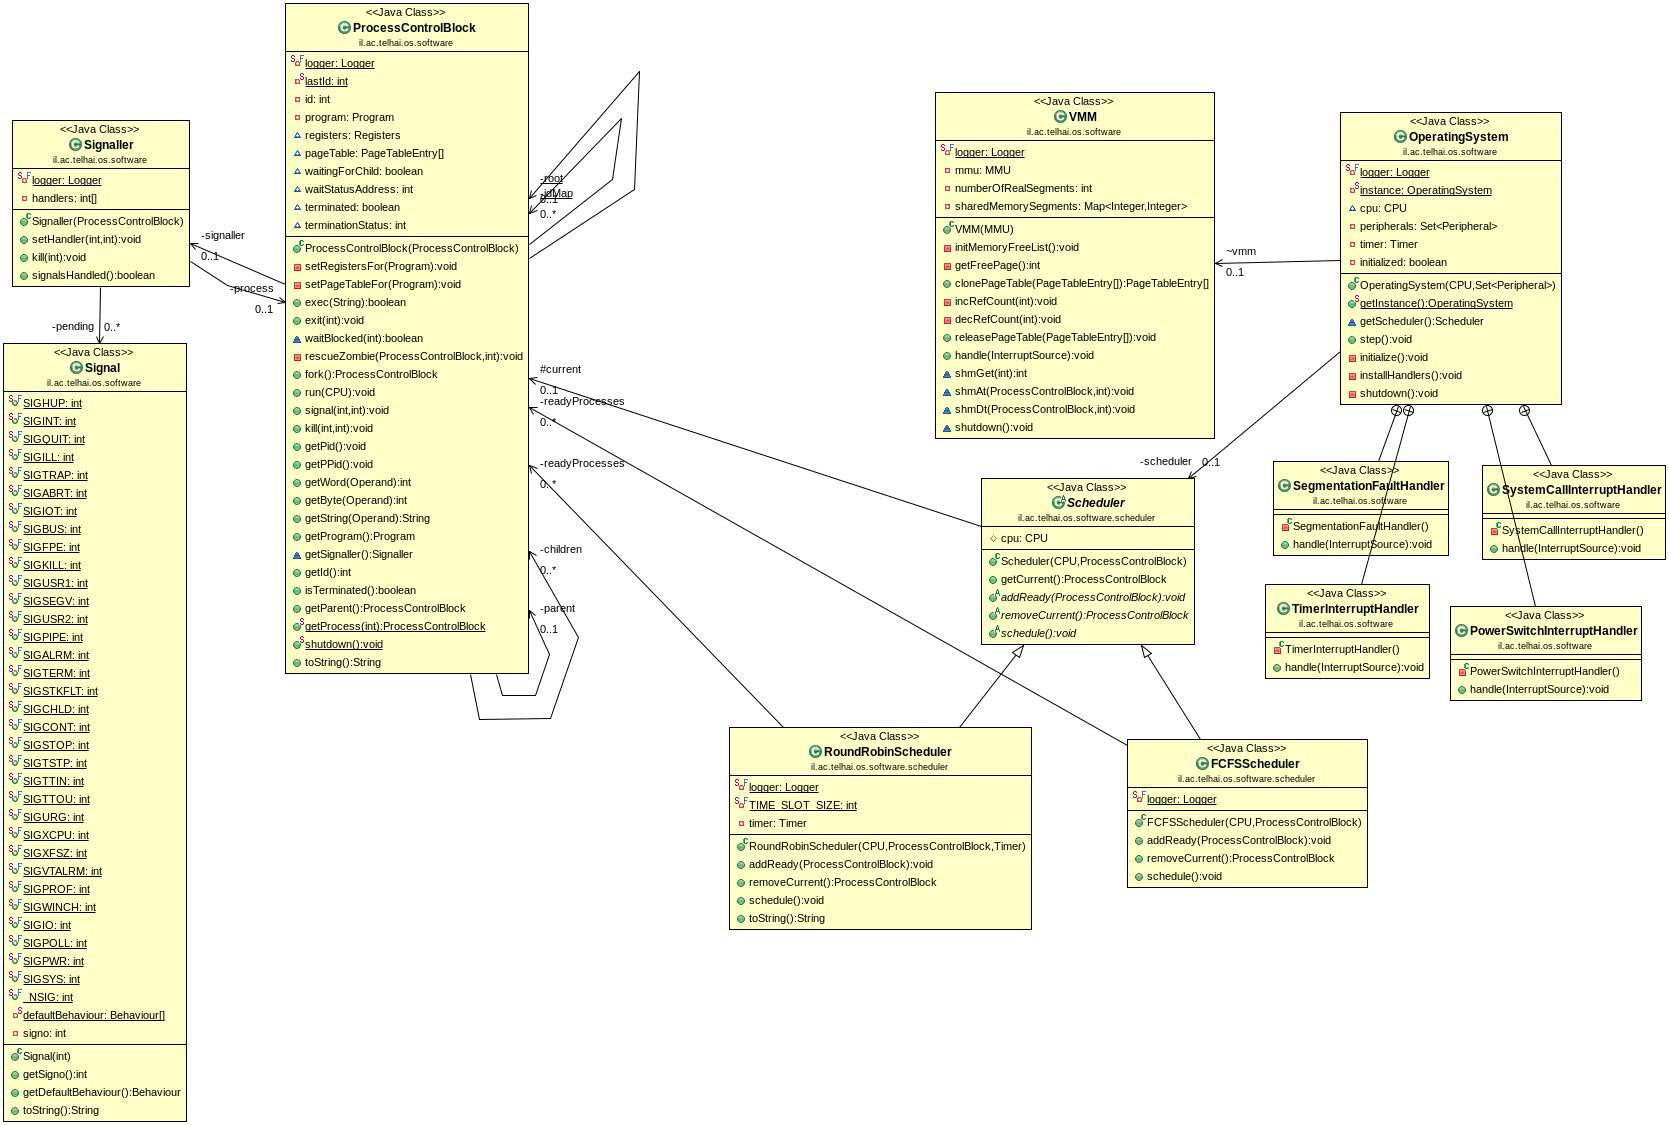 <<Java Class>>
Signaller
il.ac.telhai.os.software
logger: Logger
handlers: int[]
Signaller(ProcessControlBlock)
setHandler(int,int):void
kill(int):void
signalsHandled():boolean
-pending 0..*
<<Java Class>>
Signal
il.ac.telhai.os.software
SIGHUP: int
SIGINT: int
SIGQUIT: int
SIGILL: int
SIGTRAP: int
SIGABRT: int
SIGIOT: int
SIGBUS: int
SIGFPE: int
SIGKILL: int
SIGUSR1: int
SIGSEGV: int
SIGUSR2: int
SIGPIPE: int
SIGALRM: int
SIGTERM: int
SIGSTKFLT: int
SIGCHLD: int
SIGCONT: int
SIGSTOP: int
SIGTSTP: int
SIGTTIN: int
SIGTTOU: int
SIGURG: int
SIGXCPU: int
SIGXFSZ: int
SIGVTALRM: int
SIGPROF: int
SIGWINCH: int
SIGIO: int
SIGPOLL: int
SIGPWR: int
SIGSYS: int
_NSIG: int
defaultBehaviour: Behaviour[]
signo: int
Signal(int)
getSigno():int
getDefaultBehaviour():Behaviour
toString():String
-signaller
0..1
-process
0..1
<<Java Class>>
ProcessControlBlock
il.ac.telhai.os.software
logger: Logger
lastId: int
id: int
program: Program
registers: Registers
pageTable: PageTableEntry[]
waitingForChild: boolean
waitStatusAddress: int
terminated: boolean
terminationStatus: int
ProcessControlBlock(ProcessControlBlock)
setRegistersFor(Program):void
setPageTableFor(Program):void
exec(String):boolean
exit(int):void
waitBlocked(int):boolean
rescueZombie(ProcessControlBlock,int):void
fork():ProcessControlBlock
run(CPU):void
signal(int,int):void
kill(int,int):void
getPid():void
getPPid():void
getWord(Operand):int
getByte(Operand):int
getString(Operand):String
getProgram():Program
getSignaller():Signaller
getId():int
isTerminated():boolean
getParent():ProcessControlBlock
getProcess(int):ProcessControlBlock
shutdown():void
toString():String
-root
-idMap
0..1
0..*
#current
0..1
-readyProcesses
0..*
-readyProcesses
0..*
-children
0..*
-parent
0..1
<<Java Class>>
VMM
il.ac.telhai.os.software
logger: Logger
mmu: MMU
numberOfRealSegments: int
sharedMemorySegments: Map<Integer,Integer>
VMM(MMU)
initMemoryFreeList():void
getFreePage():int
clonePageTable(PageTableEntry[]):PageTableEntry[]
incRefCount(int):void
decRefCount(int):void
releasePageTable(PageTableEntry[]):void
handle(InterruptSource):void
shmGet(int):int
shmAt(ProcessControlBlock,int):void
shmDt(ProcessControlBlock,int):void
shutdown():void
~vmm
0..1
<<Java Class>>
OperatingSystem
il.ac.telhai.os.software
logger: Logger
instance: OperatingSystem
cpu: CPU
peripherals: Set<Peripheral>
timer: Timer
initialized: boolean
OperatingSystem(CPU,Set<Peripheral>)
getInstance():OperatingSystem
getScheduler():Scheduler
step():void
initialize():void
installHandlers():void
shutdown():void
-scheduler 0..1
<<Java Class>>
Scheduler
il.ac.telhai.os.software.scheduler
cpu: CPU
Scheduler(CPU,ProcessControlBlock)
getCurrent():ProcessControlBlock
addReady(ProcessControlBlock):void
removeCurrent():ProcessControlBlock
schedule():void
<<Java Class>>
SegmentationFaultHandler
il.ac.telhai.os.software
SegmentationFaultHandler()
handle(InterruptSource):void
<<Java Class>>
SystemCallInterruptHandler
il.ac.telhai.os.software
SystemCallInterruptHandler()
handle(InterruptSource):void
<<Java Class>>
TimerInterruptHandler
il.ac.telhai.os.software
TimerInterruptHandler()
handle(InterruptSource):void
<<Java Class>>
PowerSwitchInterruptHandler
il.ac.telhai.os.software
PowerSwitchInterruptHandler()
handle(InterruptSource):void
<<Java Class>>
RoundRobinScheduler
il.ac.telhai.os.software.scheduler
logger: Logger
TIME_SLOT_SIZE: int
timer: Timer
RoundRobinScheduler(CPU,ProcessControlBlock,Timer)
addReady(ProcessControlBlock):void
removeCurrent():ProcessControlBlock
schedule():void
toString():String
<<Java Class>>
FCFSScheduler
il.ac.telhai.os.software.scheduler
logger: Logger
FCFSScheduler(CPU,ProcessControlBlock)
addReady(ProcessControlBlock):void
removeCurrent():ProcessControlBlock
schedule():void